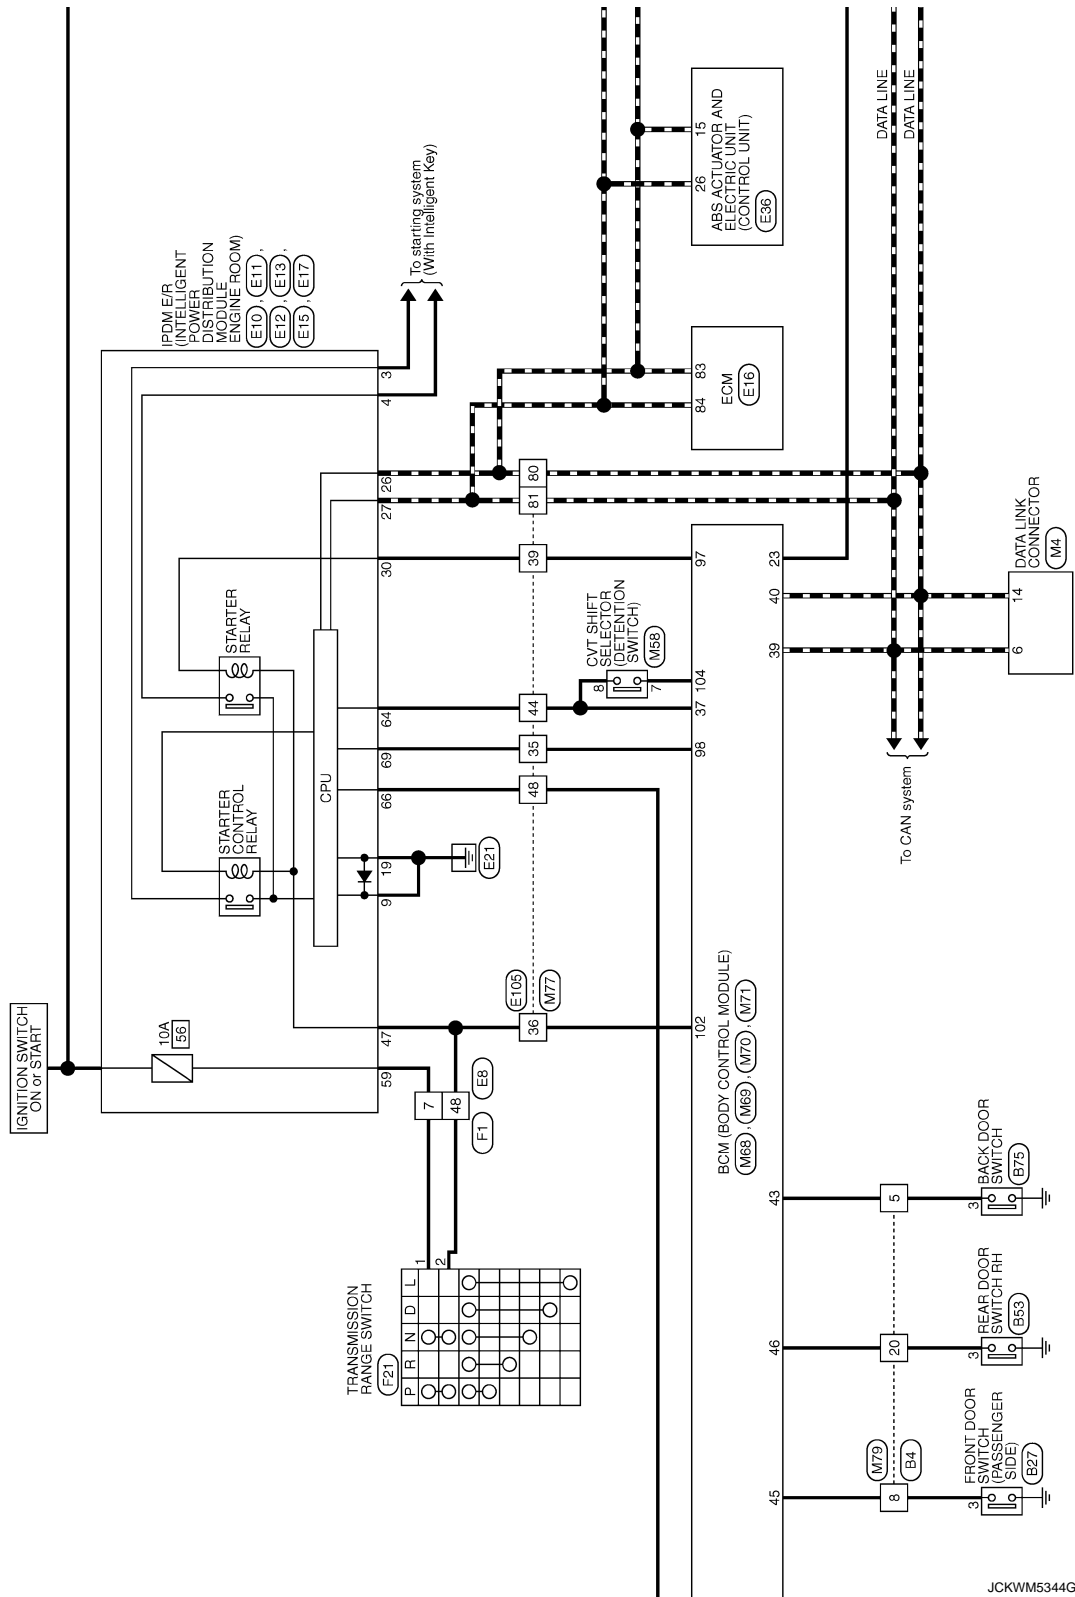 IGNITION SWITCH
ON or START
10A
56
IPDM E/R
(INTELLIGENT
POWER
DISTRIBUTION
MODULE
ENGINE ROOM)
E10 , E11 ,
E12 , E13 ,
E15 , E17
STARTER
CONTROL
RELAY
STARTER
RELAY
CPU
59
47
9
19
66
69
64
30
27
26
4
3
To starting system
(With Intelligent Key)
E21
TRANSMISSION
RANGE SWITCH
F21
P
R
N
D
L
1
2
7
48
F1
E8
36
E105
M77
48
35
44
39
81
80
CVT SHIFT
SELECTOR
(DETENTION
SWITCH)
M58
8
7
ECM
E16
84
83
ABS ACTUATOR AND
ELECTRIC UNIT
(CONTROL UNIT)
E36
26
15
102
98
37
104
97
BCM (BODY CONTROL MODULE)
M68 , M69 , M70 , M71
45
46
43
39
40
23
DATA LINE
DATA LINE
To CAN system
DATA LINK
CONNECTOR
M4
6
14
M79
B4
8
20
5
3
FRONT DOOR
SWITCH
(PASSENGER
SIDE)
B27
3
REAR DOOR
SWITCH RH
B53
3
BACK DOOR
SWITCH
B75
JCKWM5344G